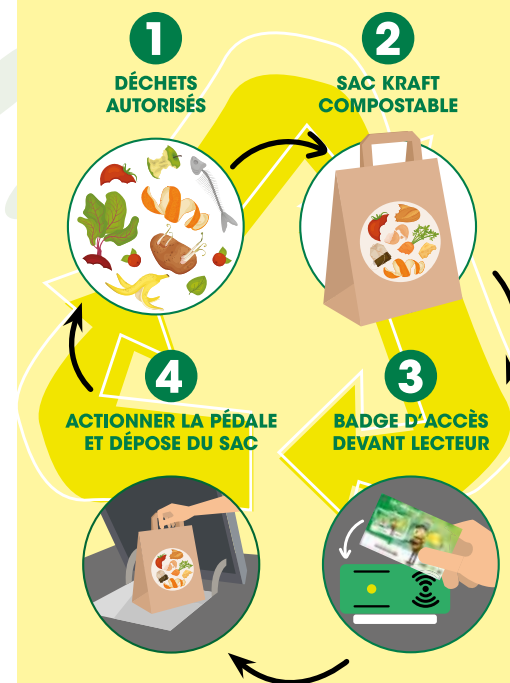 1
DÉCHETS
AUTORISÉS
2
SAC KRAFT
COMPOSTABLE
3
BADGE D'ACCÈS
DEVANT LECTEUR
4
ACTIONNER LA PÉDALE
ET DÉPOSE DU SAC